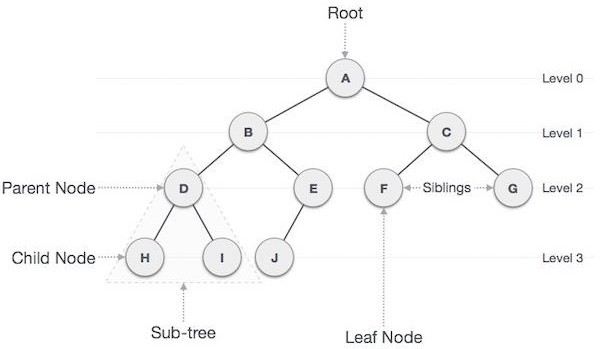 Root
A
Level 0
B
C
Level 1
Parent Node
D
E
F
Siblings
G
Level 2
Child Node
H
I
J
Level 3
Sub-tree
Leaf Node